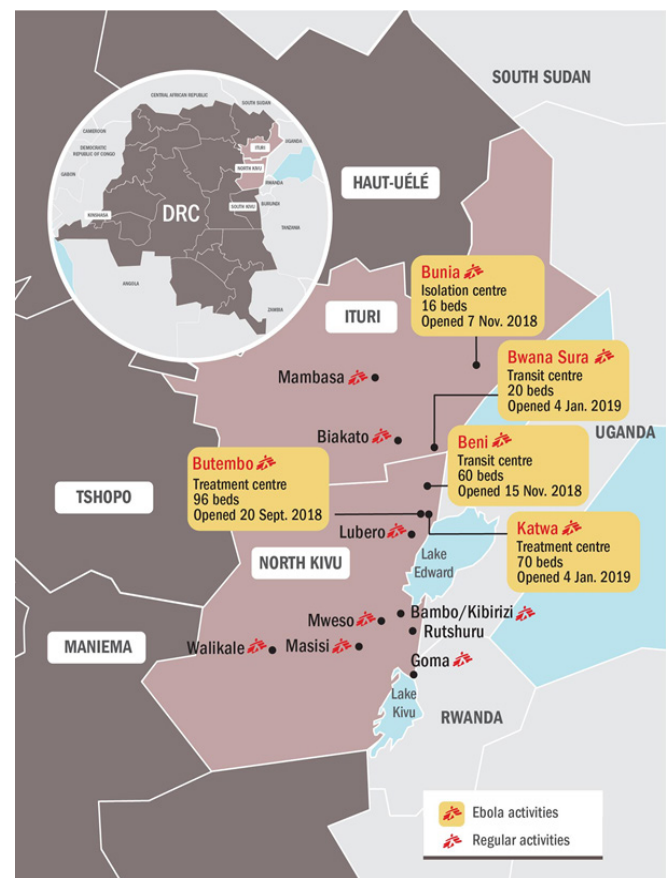 SOUTH SUDAN
CENTRAL AFRICAN REPUBLIC
SOUTH SUDAN
CAMEROON
DEMOCRATIC
REPUBLIC OF CONGO
GABON
ITURI
UGANDA
NORTH KIVU
RWANDA
SOUTH KIVU
BURUNDI
KINSHASA
DRC
TANZANIA
ANGOLA
ZAMBIA
HAUT-UÉLÉ
Bunia
Isolation centre
16 beds
Opened 7 Nov. 2018
ITURI
Mambasa
Bwana Sura
Transit centre
20 beds
Opened 4 Jan. 2019
Biakato
UGANDA
Beni
Transit centre
60 beds
Opened 15 Nov. 2018
Butembo
Treatment centre
96 beds
Opened 20 Sept. 2018
TSHOPO
Katwa
Treatment centre
70 beds
Opened 4 Jan. 2019
Lubero
NORTH KIVU
Lake
Edward
Bambo/Kibirizi
Mweso
Rutshuru
MANIEMA
Walikale
Masisi
Goma
Lake
Kivu
RWANDA
Ebola activities
Regular activities